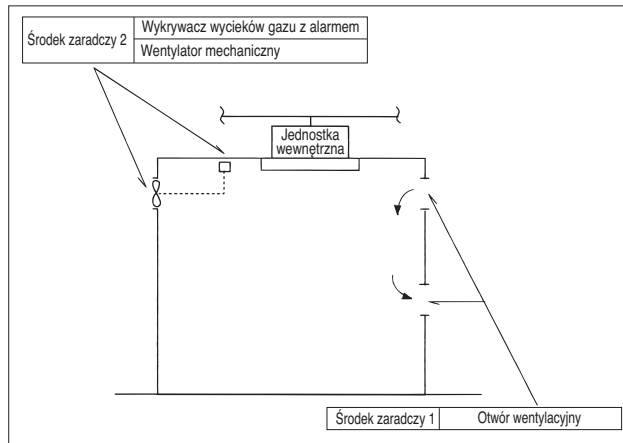 Środek zaradczy 2
Wykrywacz wycieków gazu z alarmem
Wentylator mechaniczny
Jednostka
wewnętrzna
Środek zaradczy 1
Otwór wentylacyjny